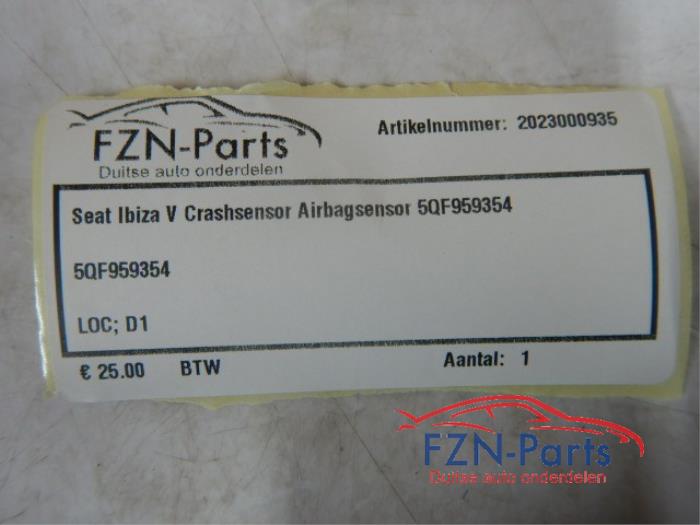 FZN-Parts
Duitse auto onderdelen
Artikelnummer: 2023000935
Seat Ibiza V Crashsensor Airbagsensor 5QF959354
5QF959354
LOC; D1
€ 25.00 BTW Aantal: 1
FZN-Parts
Duitse auto onderdelen